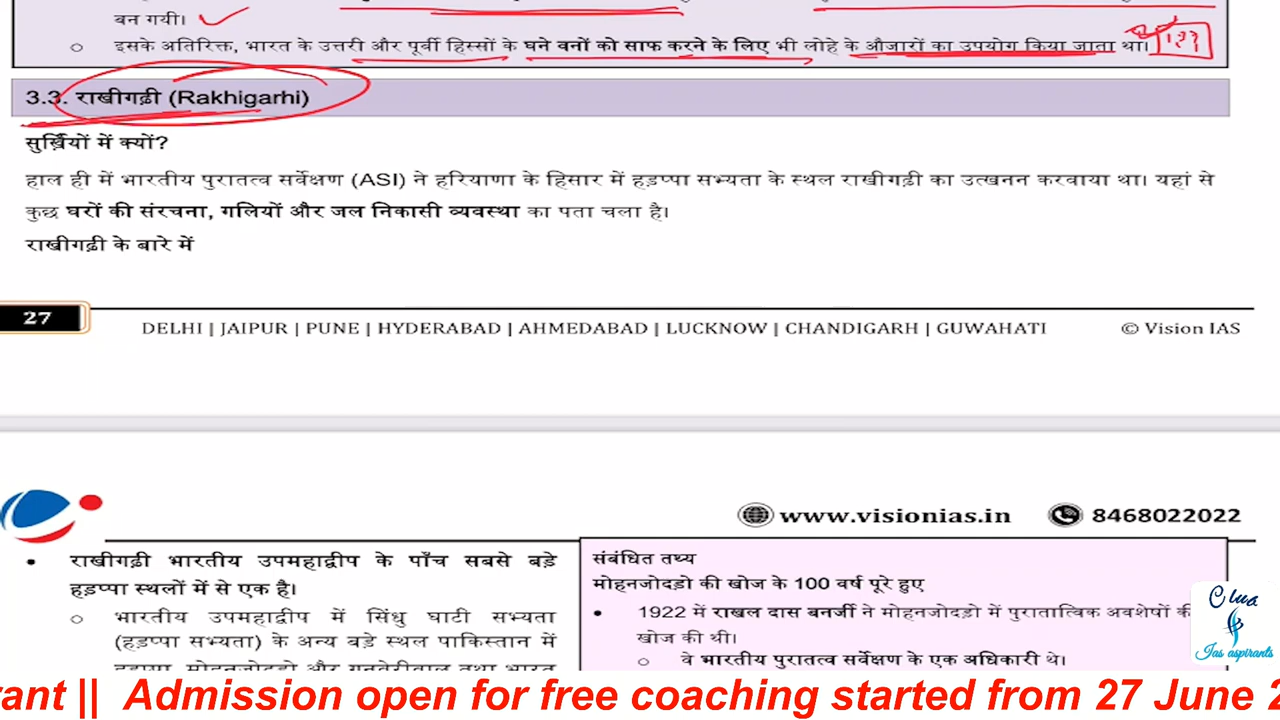 बन गयी।
इसके अतिरिक्त, भारत के उत्तरी और पूर्वी हिस्सों के घने वनों को साफ करने के लिए भी लोहे के औजारों का उपयोग किया जाता था।
3.3. राखीगढ़ी (Rakhigarhi)
सुर्ख़ियों में क्यों?
हाल ही में भारतीय पुरातत्व सर्वेक्षण (ASI) ने हरियाणा के हिसार में हड़प्पा सभ्यता के स्थल राखीगढ़ी का उत्खनन करवाया था। यहां से
कुछ घरों की संरचना, गलियों और जल निकासी व्यवस्था का पता चला है।
राखीगढ़ी के बारे में
27
DELHI | JAIPUR | PUNE | HYDERABAD | AHMEDABAD | LUCKNOW | CHANDIGARH | GUWAHATI
© Vision IAS
www.visionias.in
8468022022
राखीगढ़ी भारतीय उपमहाद्वीप के पाँच सबसे बड़े
हड़प्पा स्थलों में से एक है।
भारतीय उपमहाद्वीप में सिंधु घाटी सभ्यता
(हड़प्पा सभ्यता) के अन्य बड़े स्थल पाकिस्तान में
संबंधित तथ्य
मोहनजोदड़ो की खोज के 100 वर्ष पूरे हुए
1922 में राखल दास बनर्जी ने मोहनजोदड़ो में पुरातात्विक अवशेषों की
खोज की थी।
वे भारतीय पुरातत्व सर्वेक्षण के एक अधिकारी थे।
Jas aspirants
rant || Admission open for free coaching started from 27 June 2